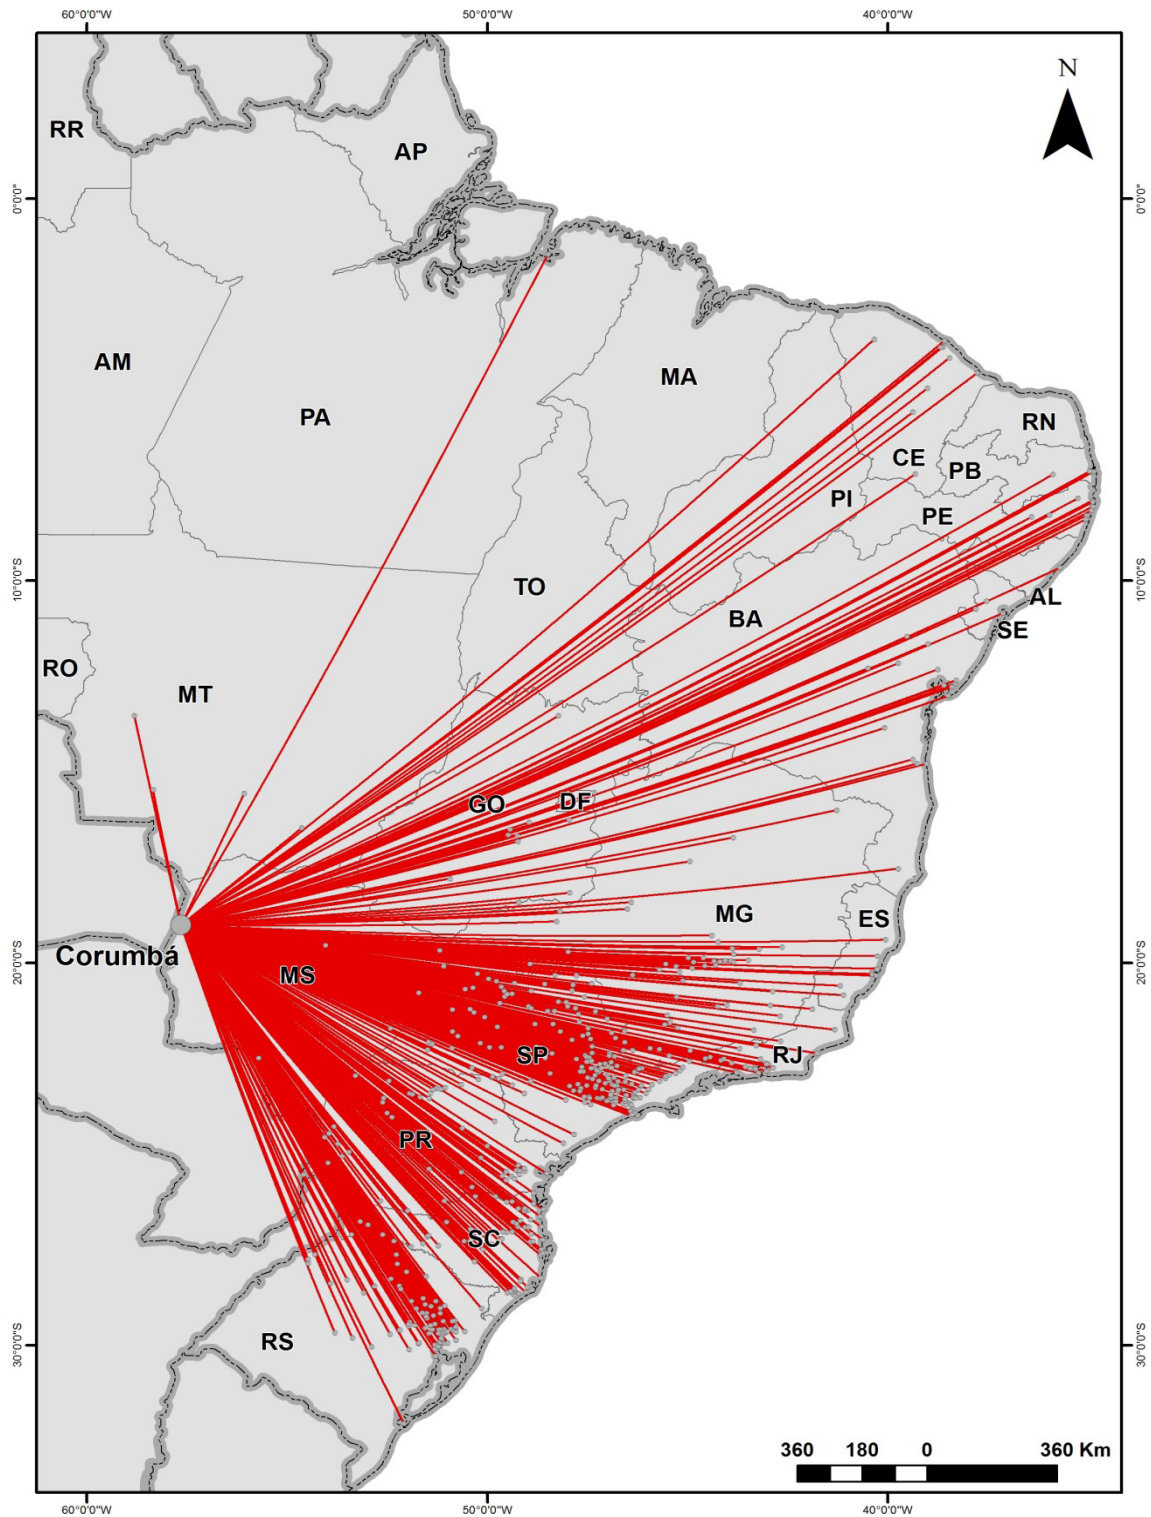 60°0'0"W 50°0'0"W 40°0'0"W
N
RR
AP
0°0'0" 0°0'0"
AM
MA
PA
RN
CE
PB
PI
PE
10°0'0"S 10°0'0"S
TO
AL
BA
SE
RO
MT
GO DF
MG ES
Corumbá
20°0'0"S 20°0'0"S
MS
SP RJ
PR
SC
RS
30°0'0"S 30°0'0"S
360 180 0 360 Km
60°0'0"W 50°0'0"W 40°0'0"W